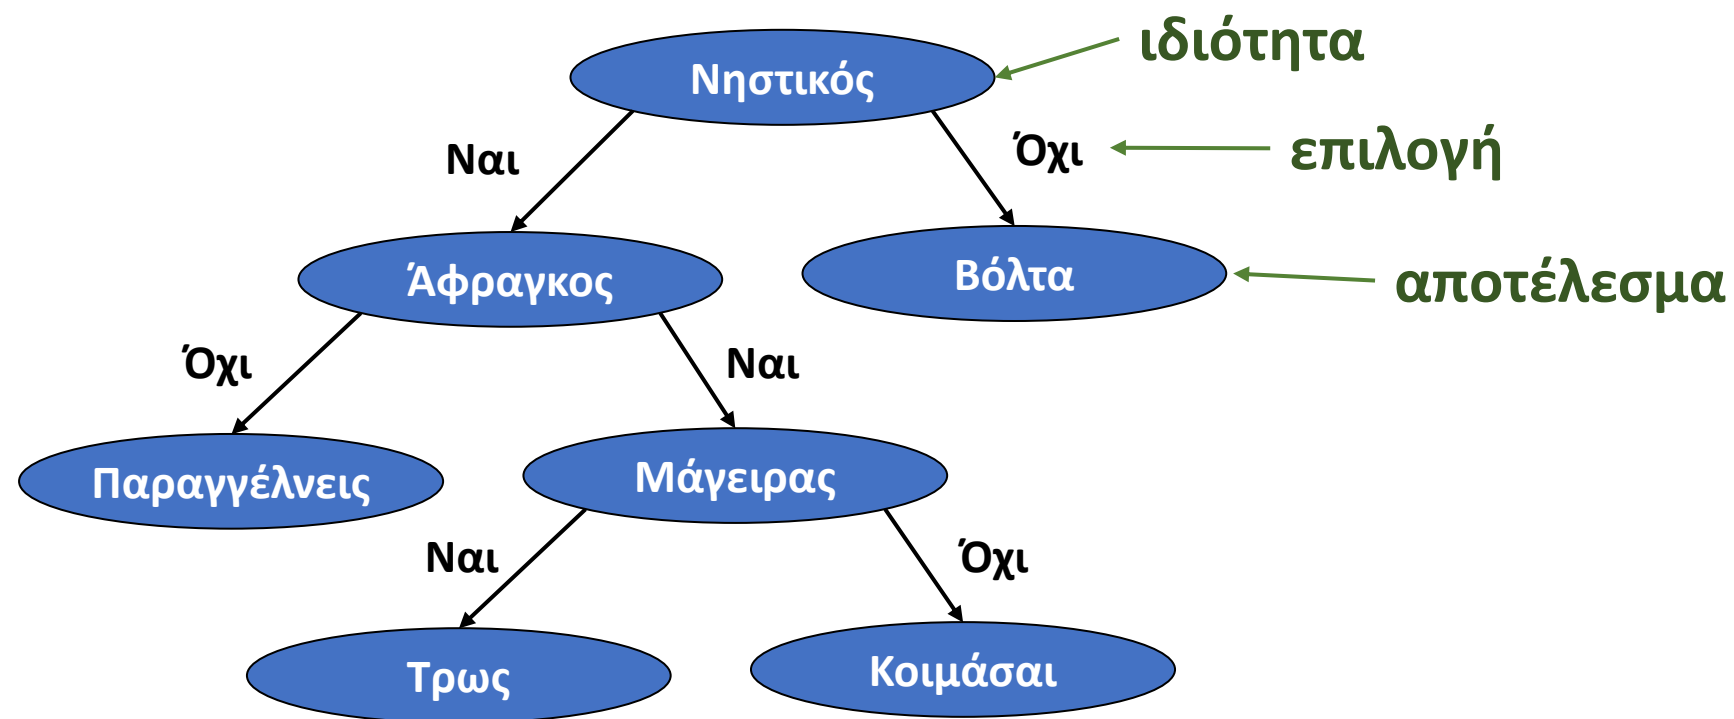 ιδιότητα
Νηστικός
Ναι
Όχι
επιλογή
Άφραγκος
Βόλτα
αποτέλεσμα
Όχι
Ναι
Παραγγέλνεις
Μάγειρας
Ναι
Όχι
Τρως
Κοιμάσαι